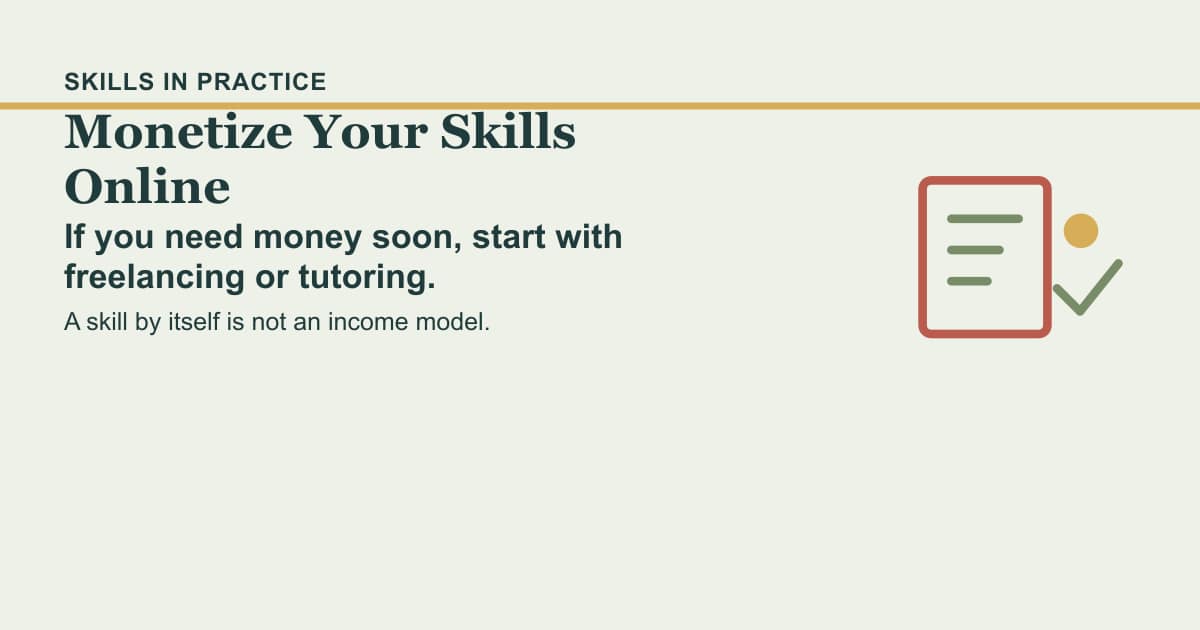 SKILLS IN PRACTICE
Monetize Your Skills
Online
If you need money soon, start with
freelancing or tutoring.
A skill by itself is not an income model.